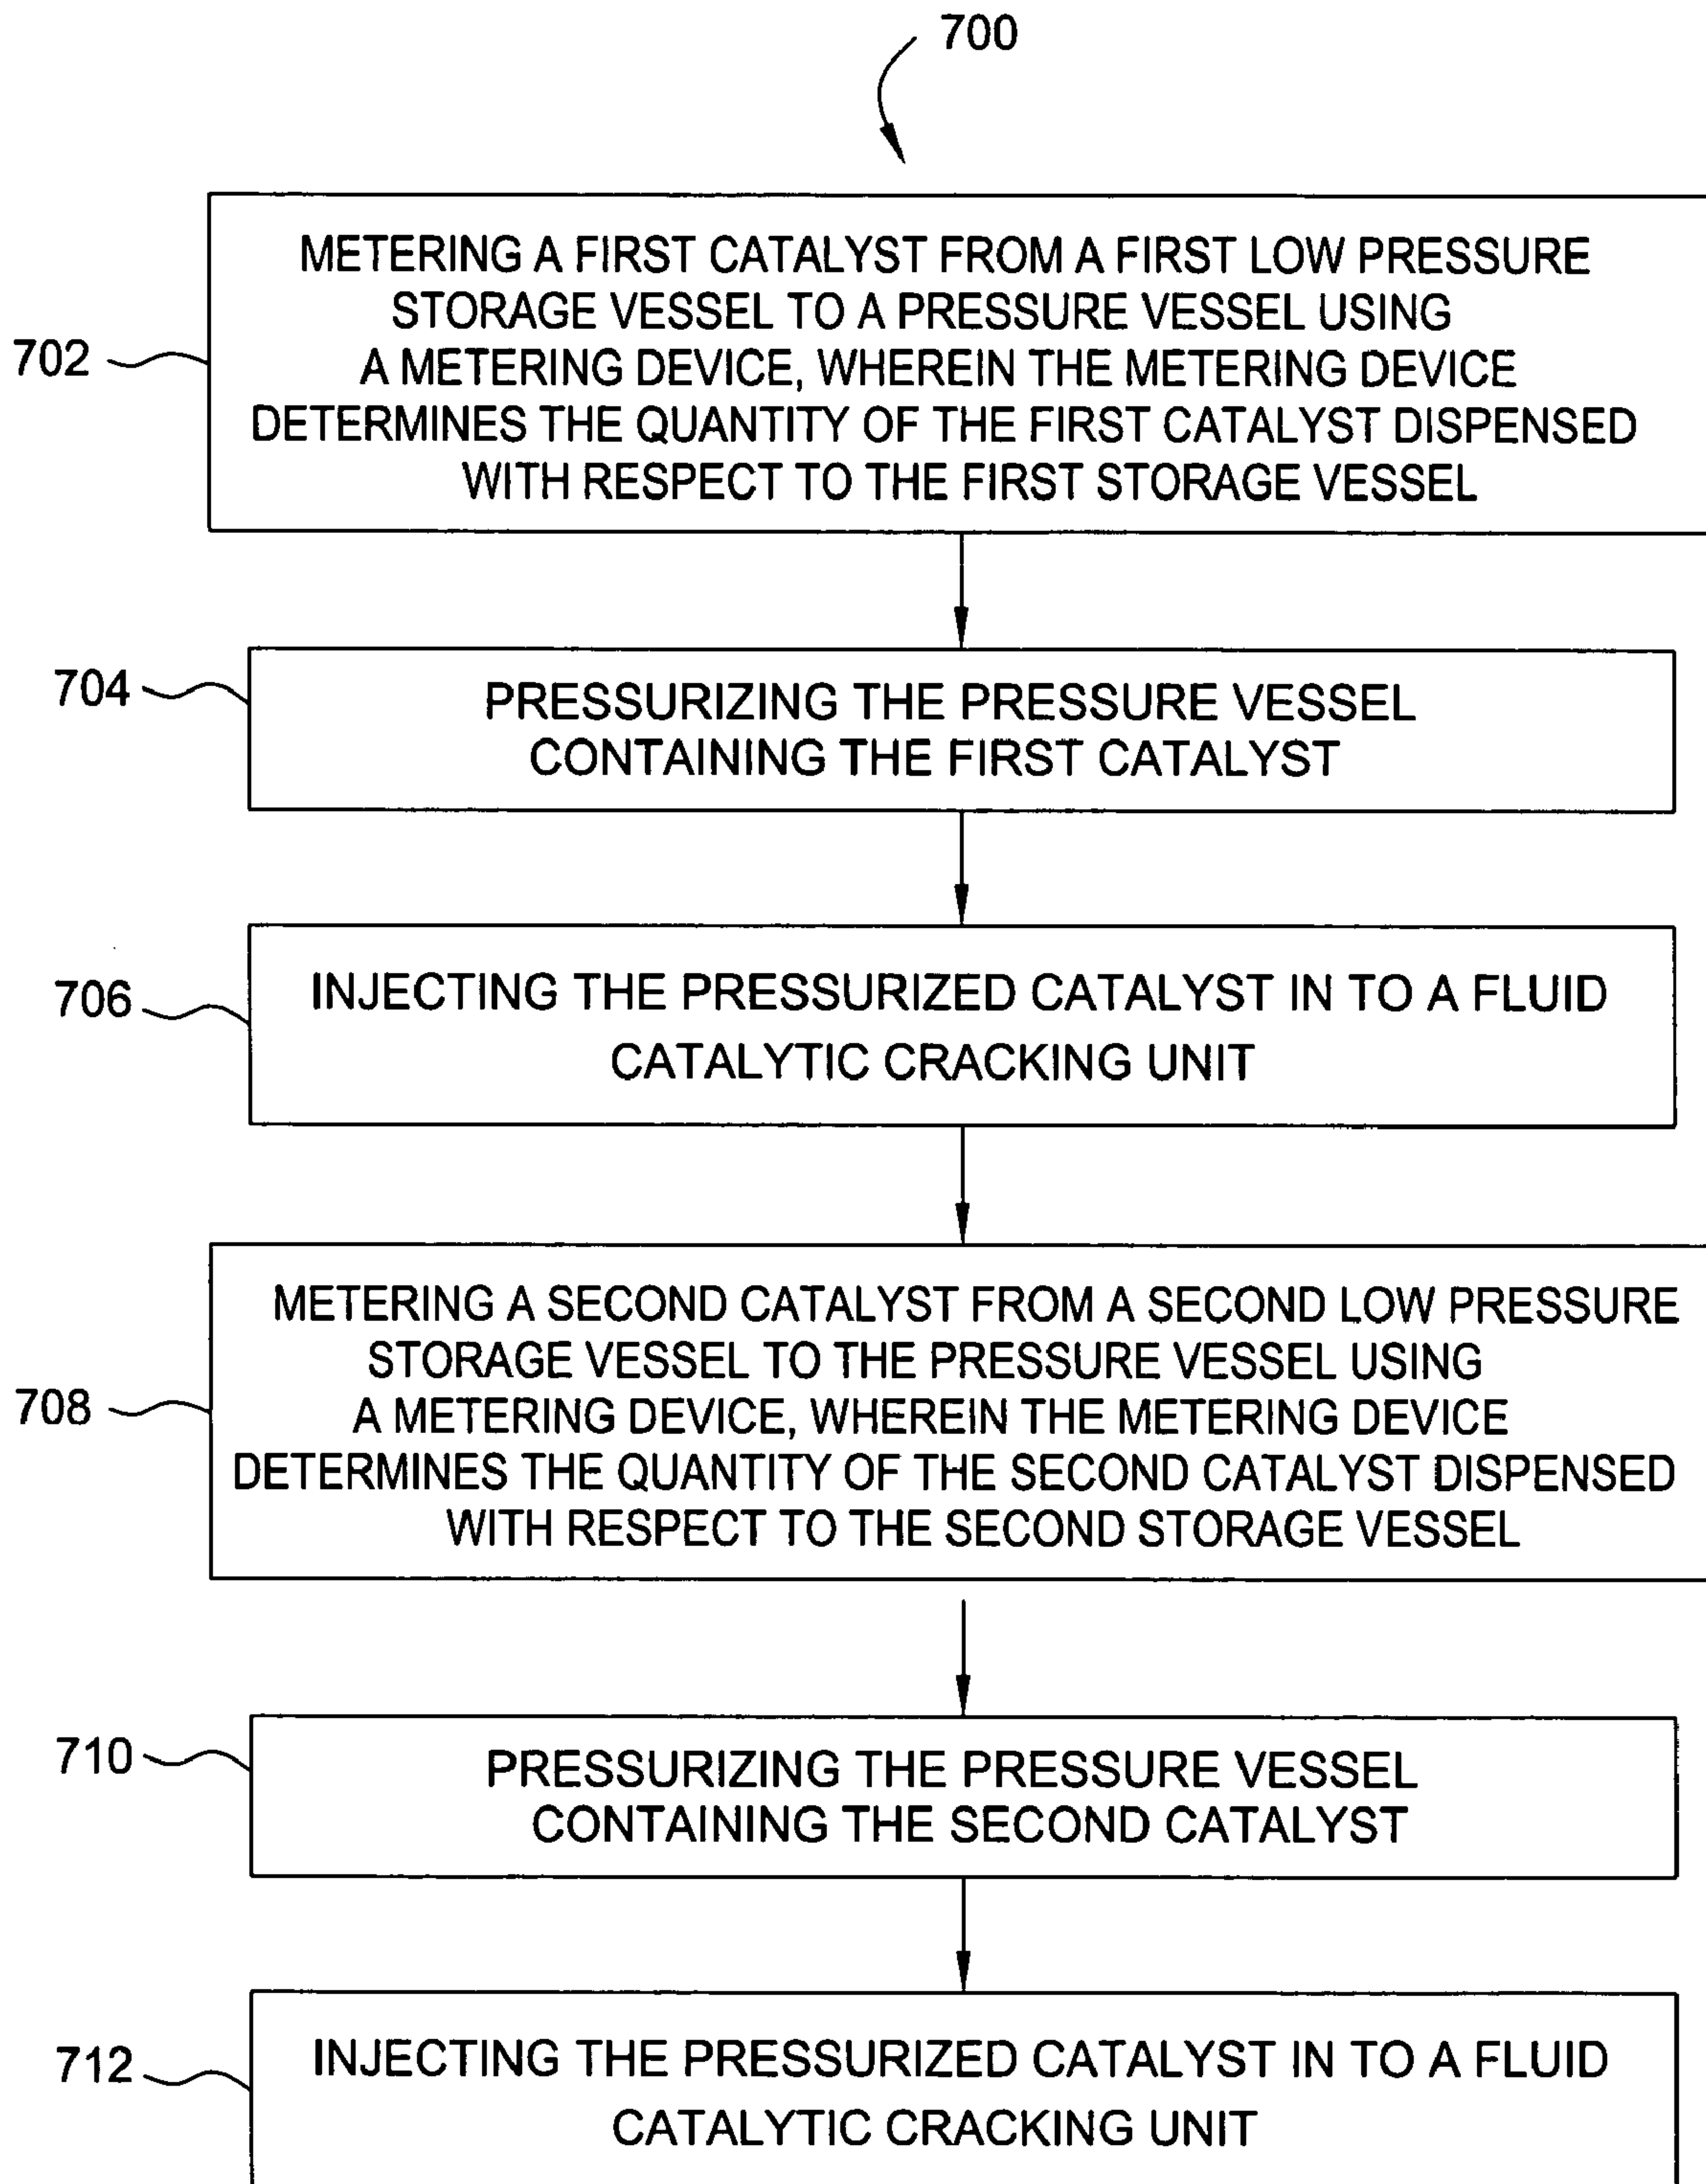 700
METERING A FIRST CATALYST FROM A FIRST LOW PRESSURE
STORAGE VESSEL TO A PRESSURE VESSEL USING
A METERING DEVICE, WHEREIN THE METERING DEVICE
DETERMINES THE QUANTITY OF THE FIRST CATALYST DISPENSED
WITH RESPECT TO THE FIRST STORAGE VESSEL
702
704
PRESSURIZING THE PRESSURE VESSEL
CONTAINING THE FIRST CATALYST
706
INJECTING THE PRESSURIZED CATALYST IN TO A FLUID
CATALYTIC CRACKING UNIT
708
METERING A SECOND CATALYST FROM A SECOND LOW PRESSURE
STORAGE VESSEL TO THE PRESSURE VESSEL USING
A METERING DEVICE, WHEREIN THE METERING DEVICE
DETERMINES THE QUANTITY OF THE SECOND CATALYST DISPENSED
WITH RESPECT TO THE SECOND STORAGE VESSEL
710
PRESSURIZING THE PRESSURE VESSEL
CONTAINING THE SECOND CATALYST
712
INJECTING THE PRESSURIZED CATALYST IN TO A FLUID
CATALYTIC CRACKING UNIT